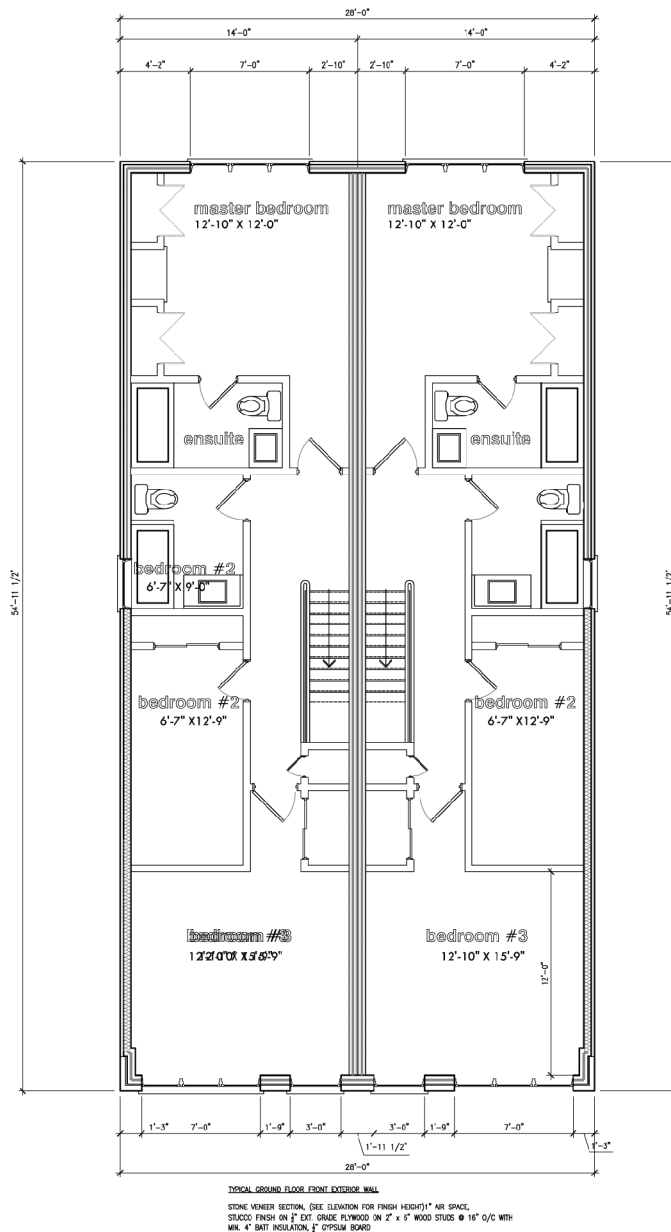 28'-0"
14'-0" 14'-0"
4'-2" 7'-0" 2'-10" 2'-10" 7'-0" 4'-2"
master bedroom master bedroom
12'-10" X 12'-0" 12'-10" X 12'-0"
ensuite ensuite
54'-11 1/2" 54'-11 1/2"
bedroom #2
6'-7" X 9'-0"
bedroom #2 bedroom #2
6'-7" X12'-9" 6'-7" X12'-9"
bedroom #3 bedroom #3
12'-10" X 15'-9"
12'-0"
1'-3" 7'-0" 1'-9" 3'-0" 3'-0" 1'-9" 7'-0"
1'-11 1/2" 1'-3"
28'-0"
TYPICAL GROUND FLOOR FRONT EXTERIOR WALL
STONE VENEER SECTION, (SEE ELEVATION FOR FINISH HEIGHT)1" AIR SPACE,
STUCCO FINISH ON EXT. GRADE PLYWOOD ON 2" x 6" WOOD STUDS @ 16" O/C WITH
MIN. 4" BATT INSULATION, GYPSUM BOARD